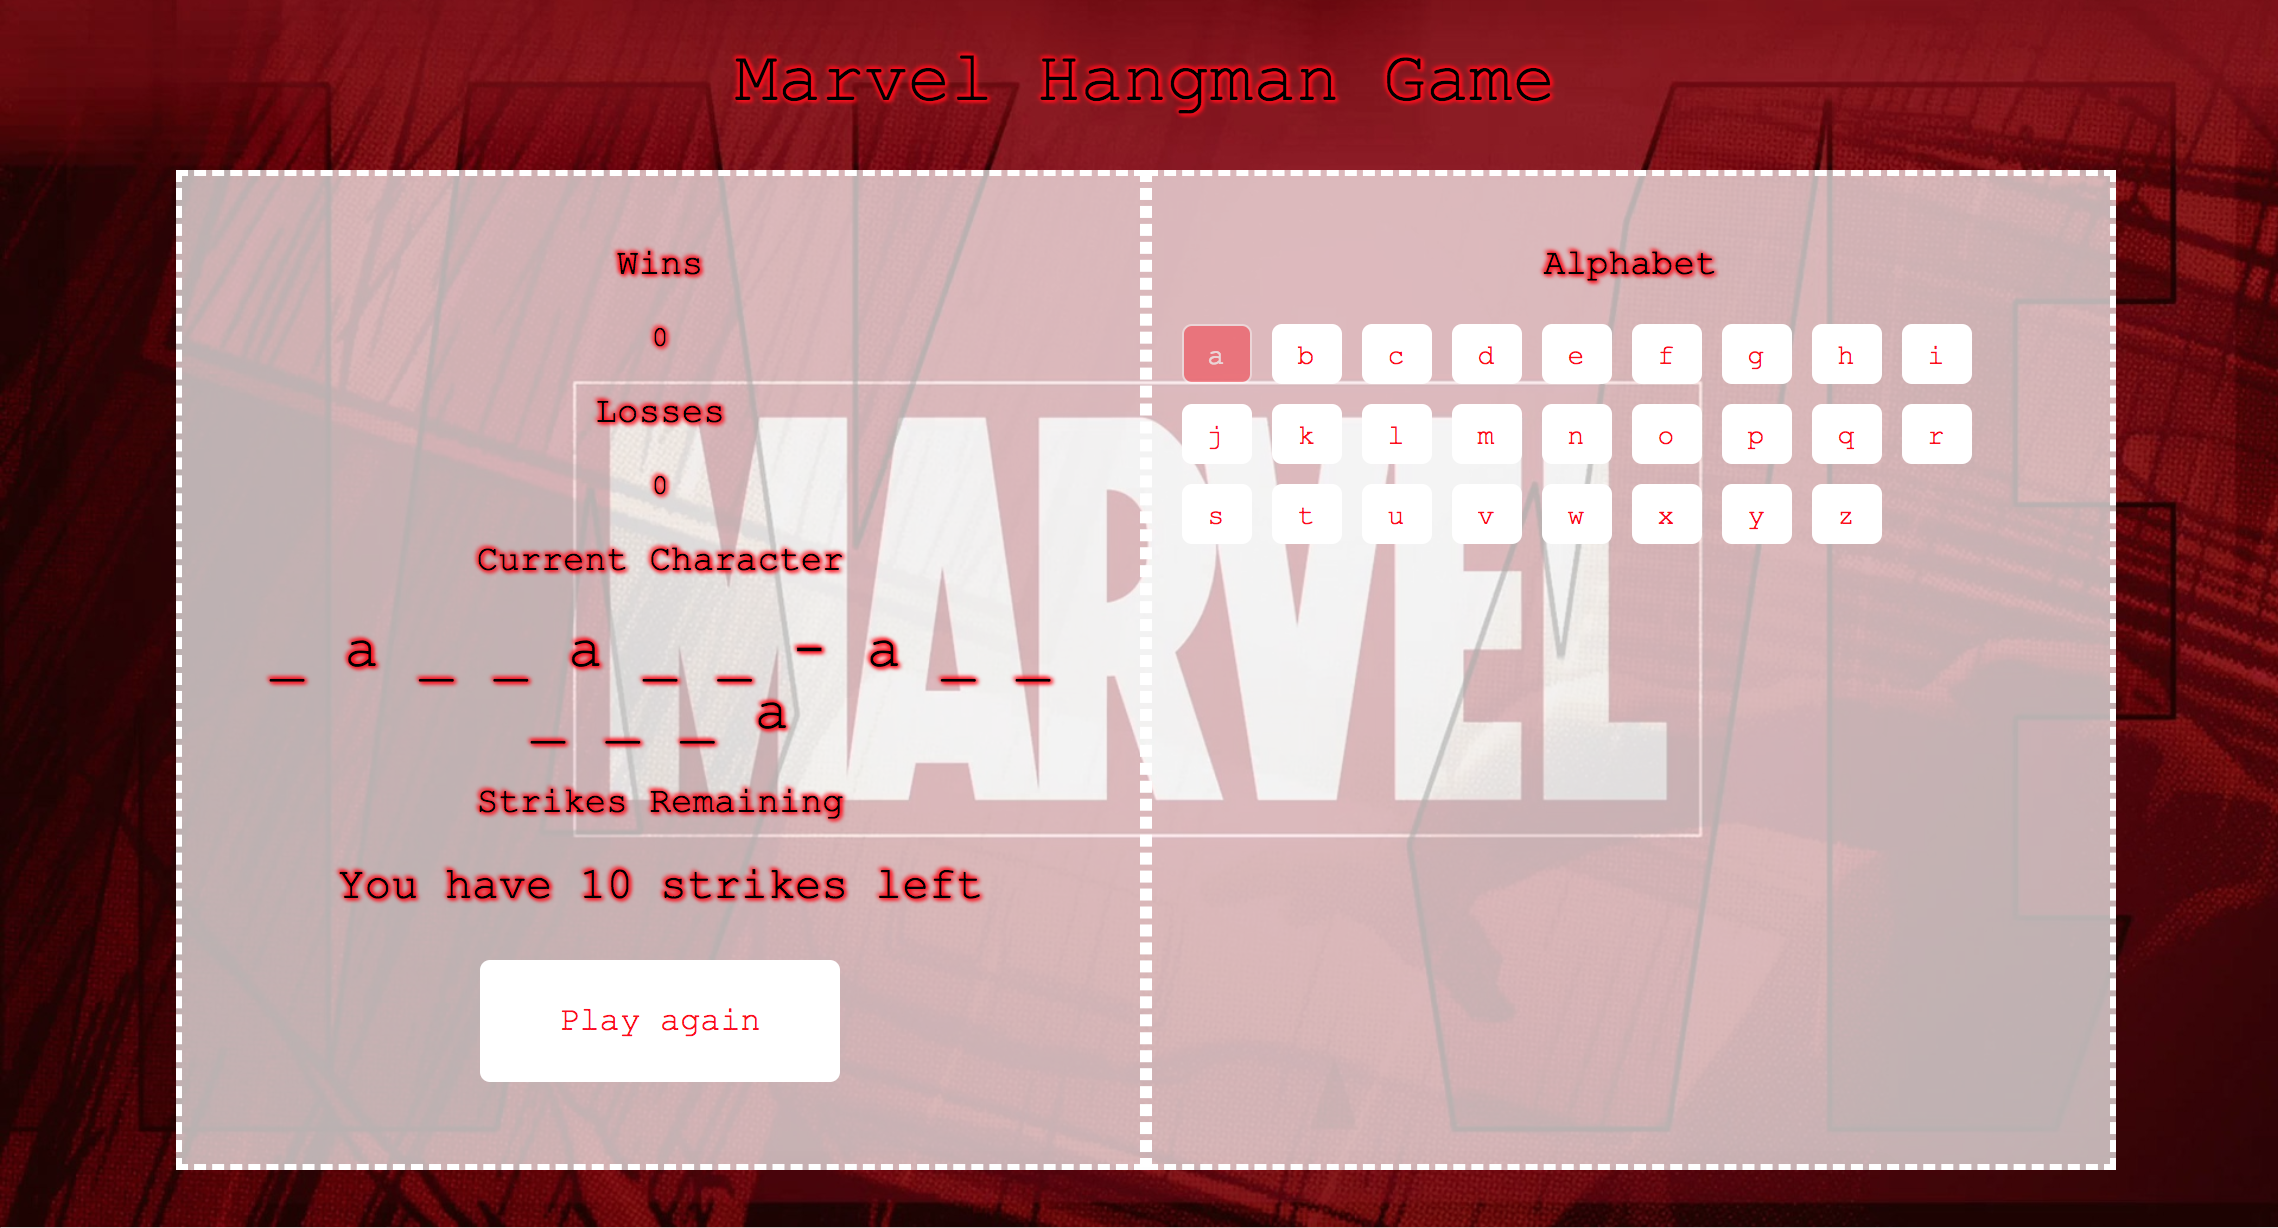 Marvel Hangman Game
Wins
0
Losses
0
Current Character
_ a _ _ a _ _ - a _ _
_ _ _ a
Strikes Remaining
You have 10 strikes left
Play again
Alphabet
a b c d e f g h i
j k l m n o p q r
s t u v w x y z
MARVEL